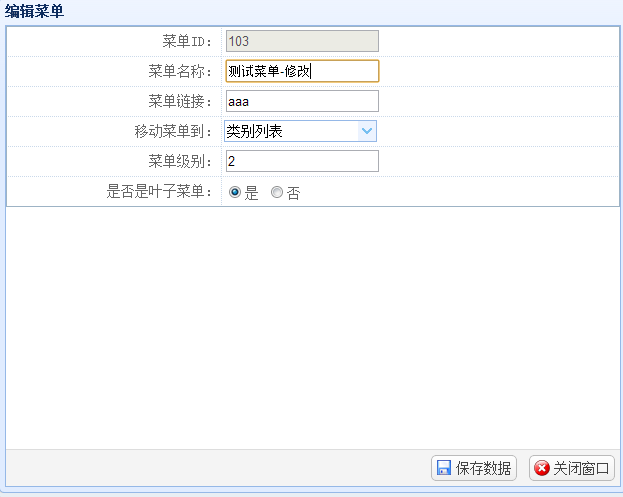 编辑菜单
菜单ID： 103
菜单名称： 测试菜单-修改
菜单链接： aaa
移动菜单到： 类别列表
菜单级别： 2
是否是叶子菜单： 是 否
保存数据 关闭窗口